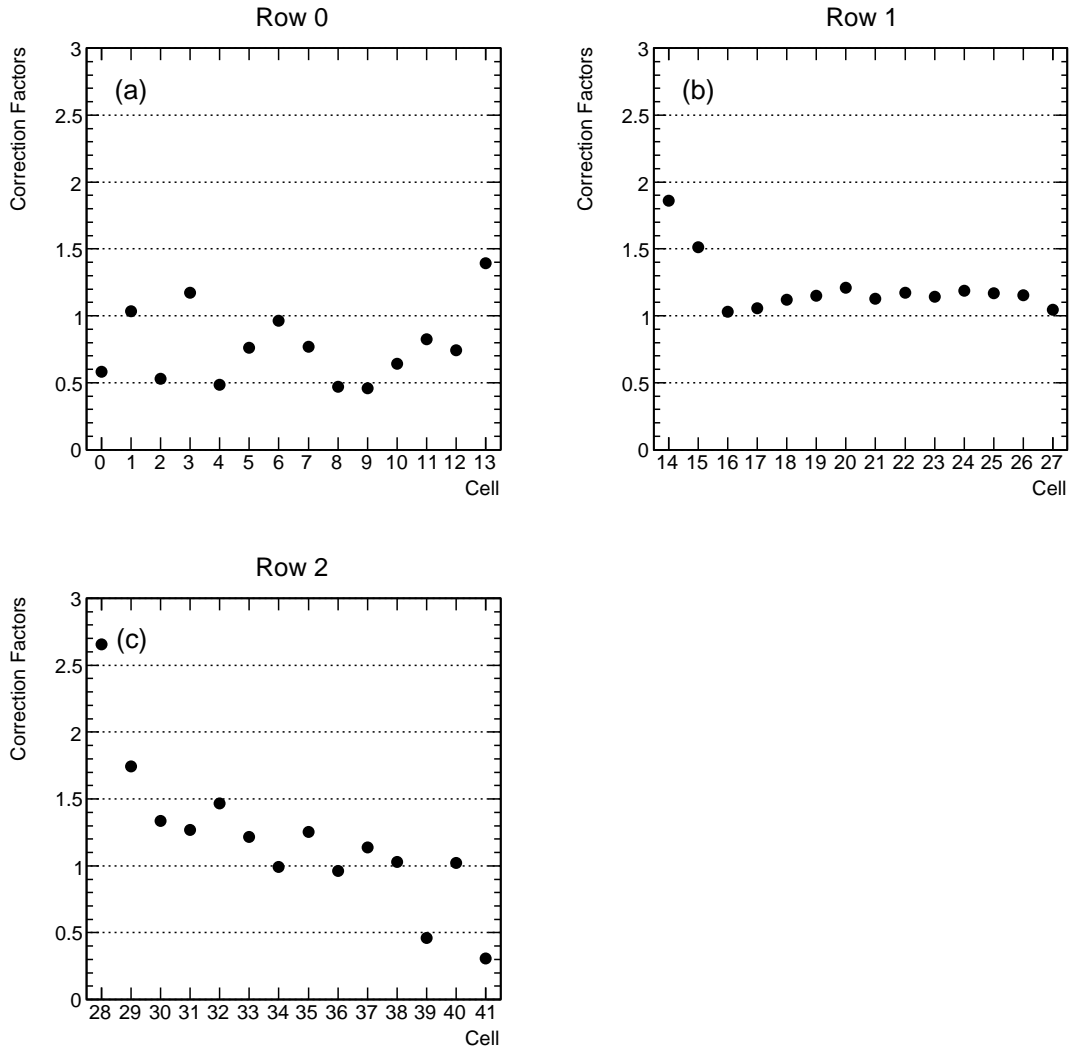 Row 0
Correction Factors
(a)
3
2.5
2
1.5
1
0.5
0
0 1 2 3 4 5 6 7 8 9 10 11 12 13
Cell
Row 1
Correction Factors
(b)
3
2.5
2
1.5
1
0.5
0
14 15 16 17 18 19 20 21 22 23 24 25 26 27
Cell
Row 2
Correction Factors
(c)
3
2.5
2
1.5
1
0.5
0
28 29 30 31 32 33 34 35 36 37 38 39 40 41
Cell